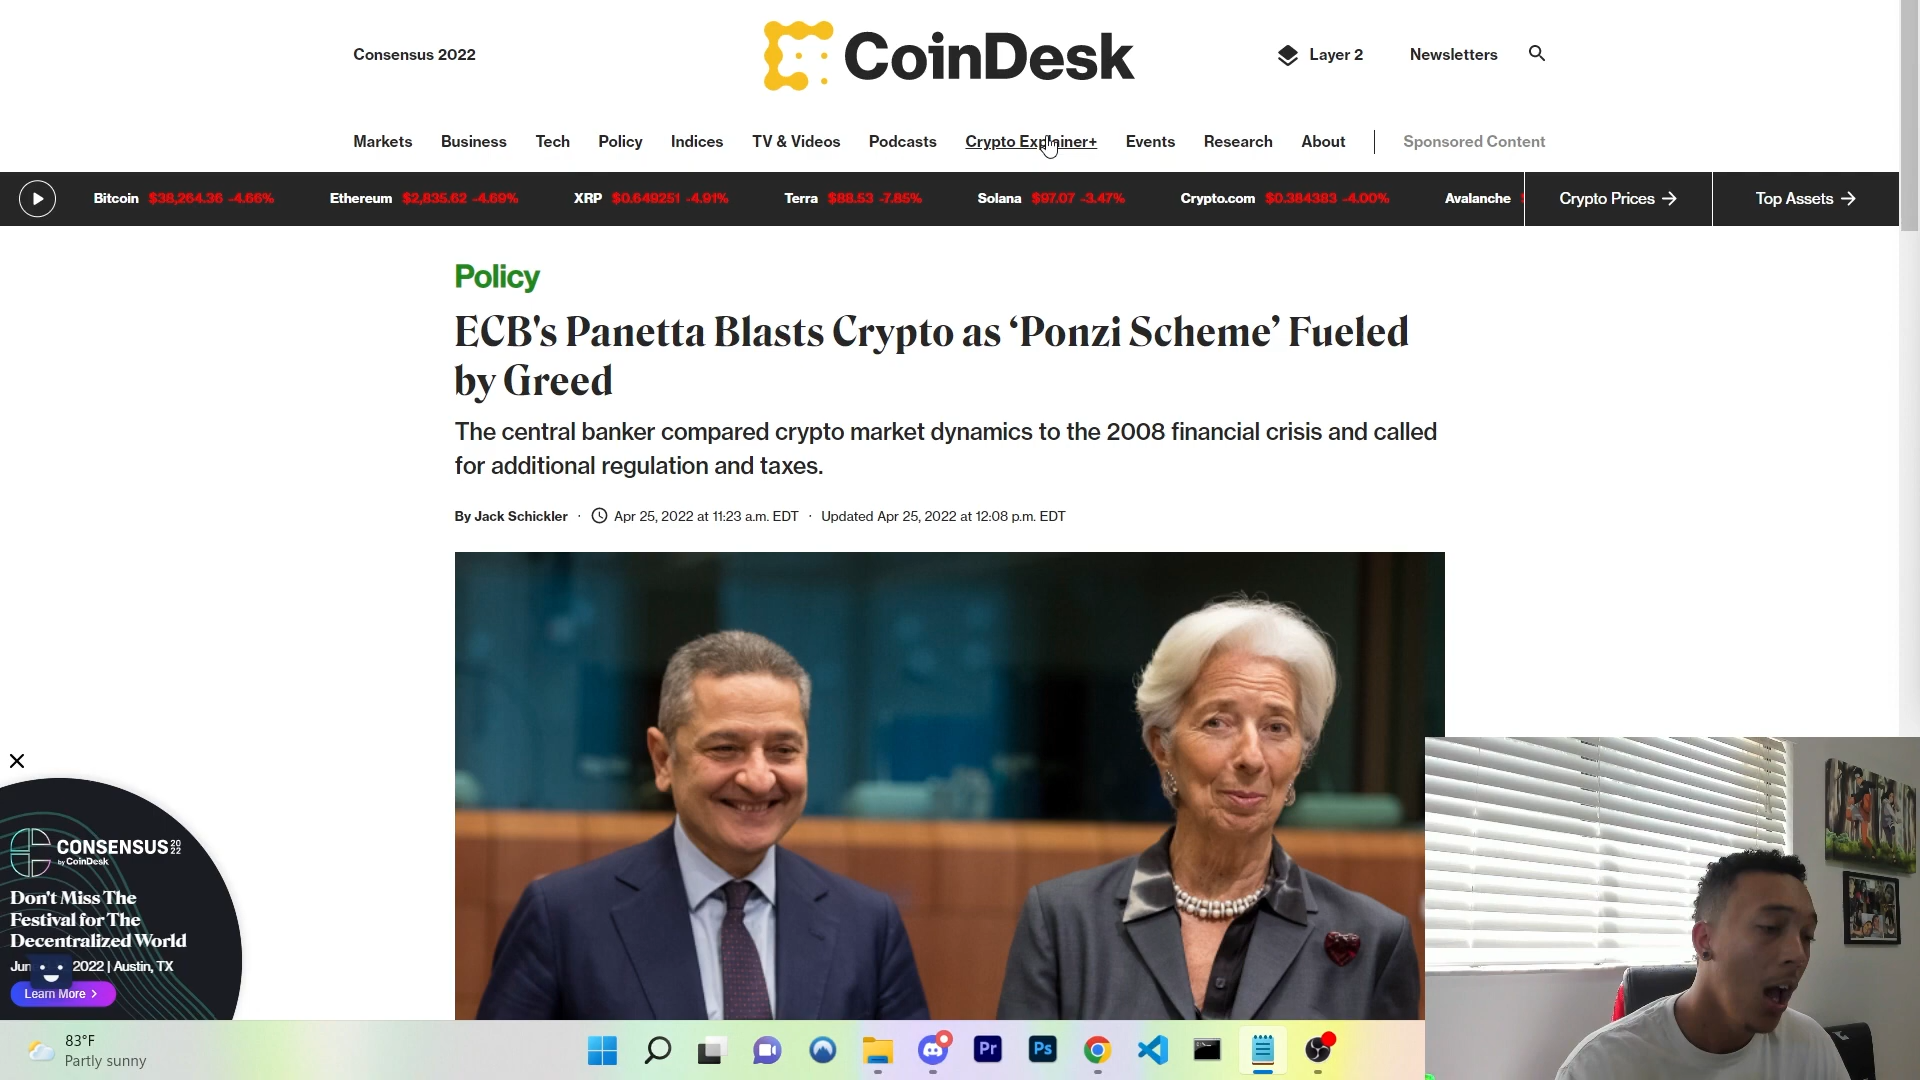 Consensus 2022
CoinDesk
Layer 2
Newsletters
Markets Business Tech Policy Indices TV & Videos Podcasts Crypto Explainer+ Events Research About Sponsored Content
Bitcoin $38,264.36 -4.66% Ethereum $2,835.62 -4.69% XRP $0.649251 -4.91% Terra $88.53 -7.85% Solana $97.07 -3.47% Crypto.com $0.384383 -4.00% Avalanche Crypto Prices → Top Assets →
Policy
ECB's Panetta Blasts Crypto as ‘Ponzi Scheme’ Fueled
by Greed
The central banker compared crypto market dynamics to the 2008 financial crisis and called
for additional regulation and taxes.
By Jack Schickler · Apr 25, 2022 at 11:23 a.m. EDT · Updated Apr 25, 2022 at 12:08 p.m. EDT
CONSENSUS 20
22
by CoinDesk
Don't Miss The
Festival for The
Decentralized World
2022 | Austin, TX
Learn More >
83°F
Partly sunny
Pr
Ps